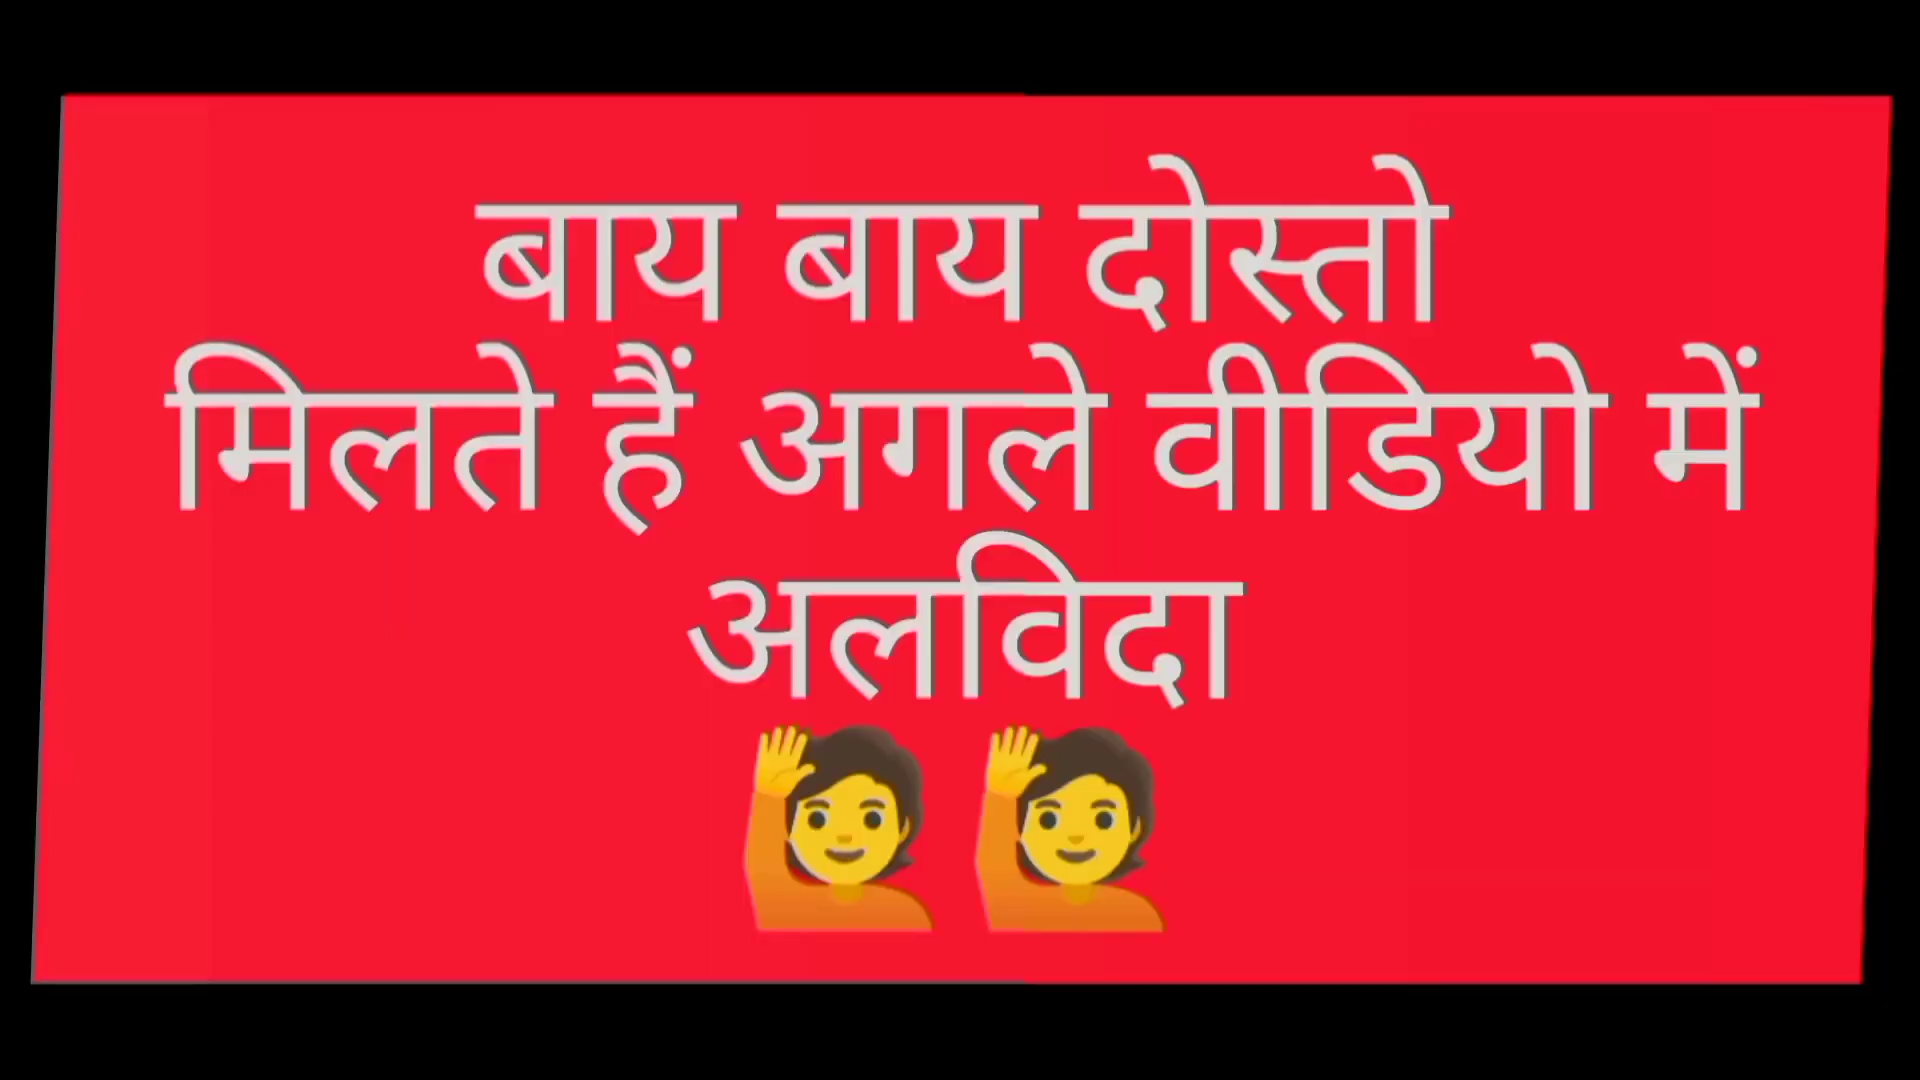 बाय बाय दोस्तो
मिलते हैं अगले वीडियो में
अलविदा
🙋🙋